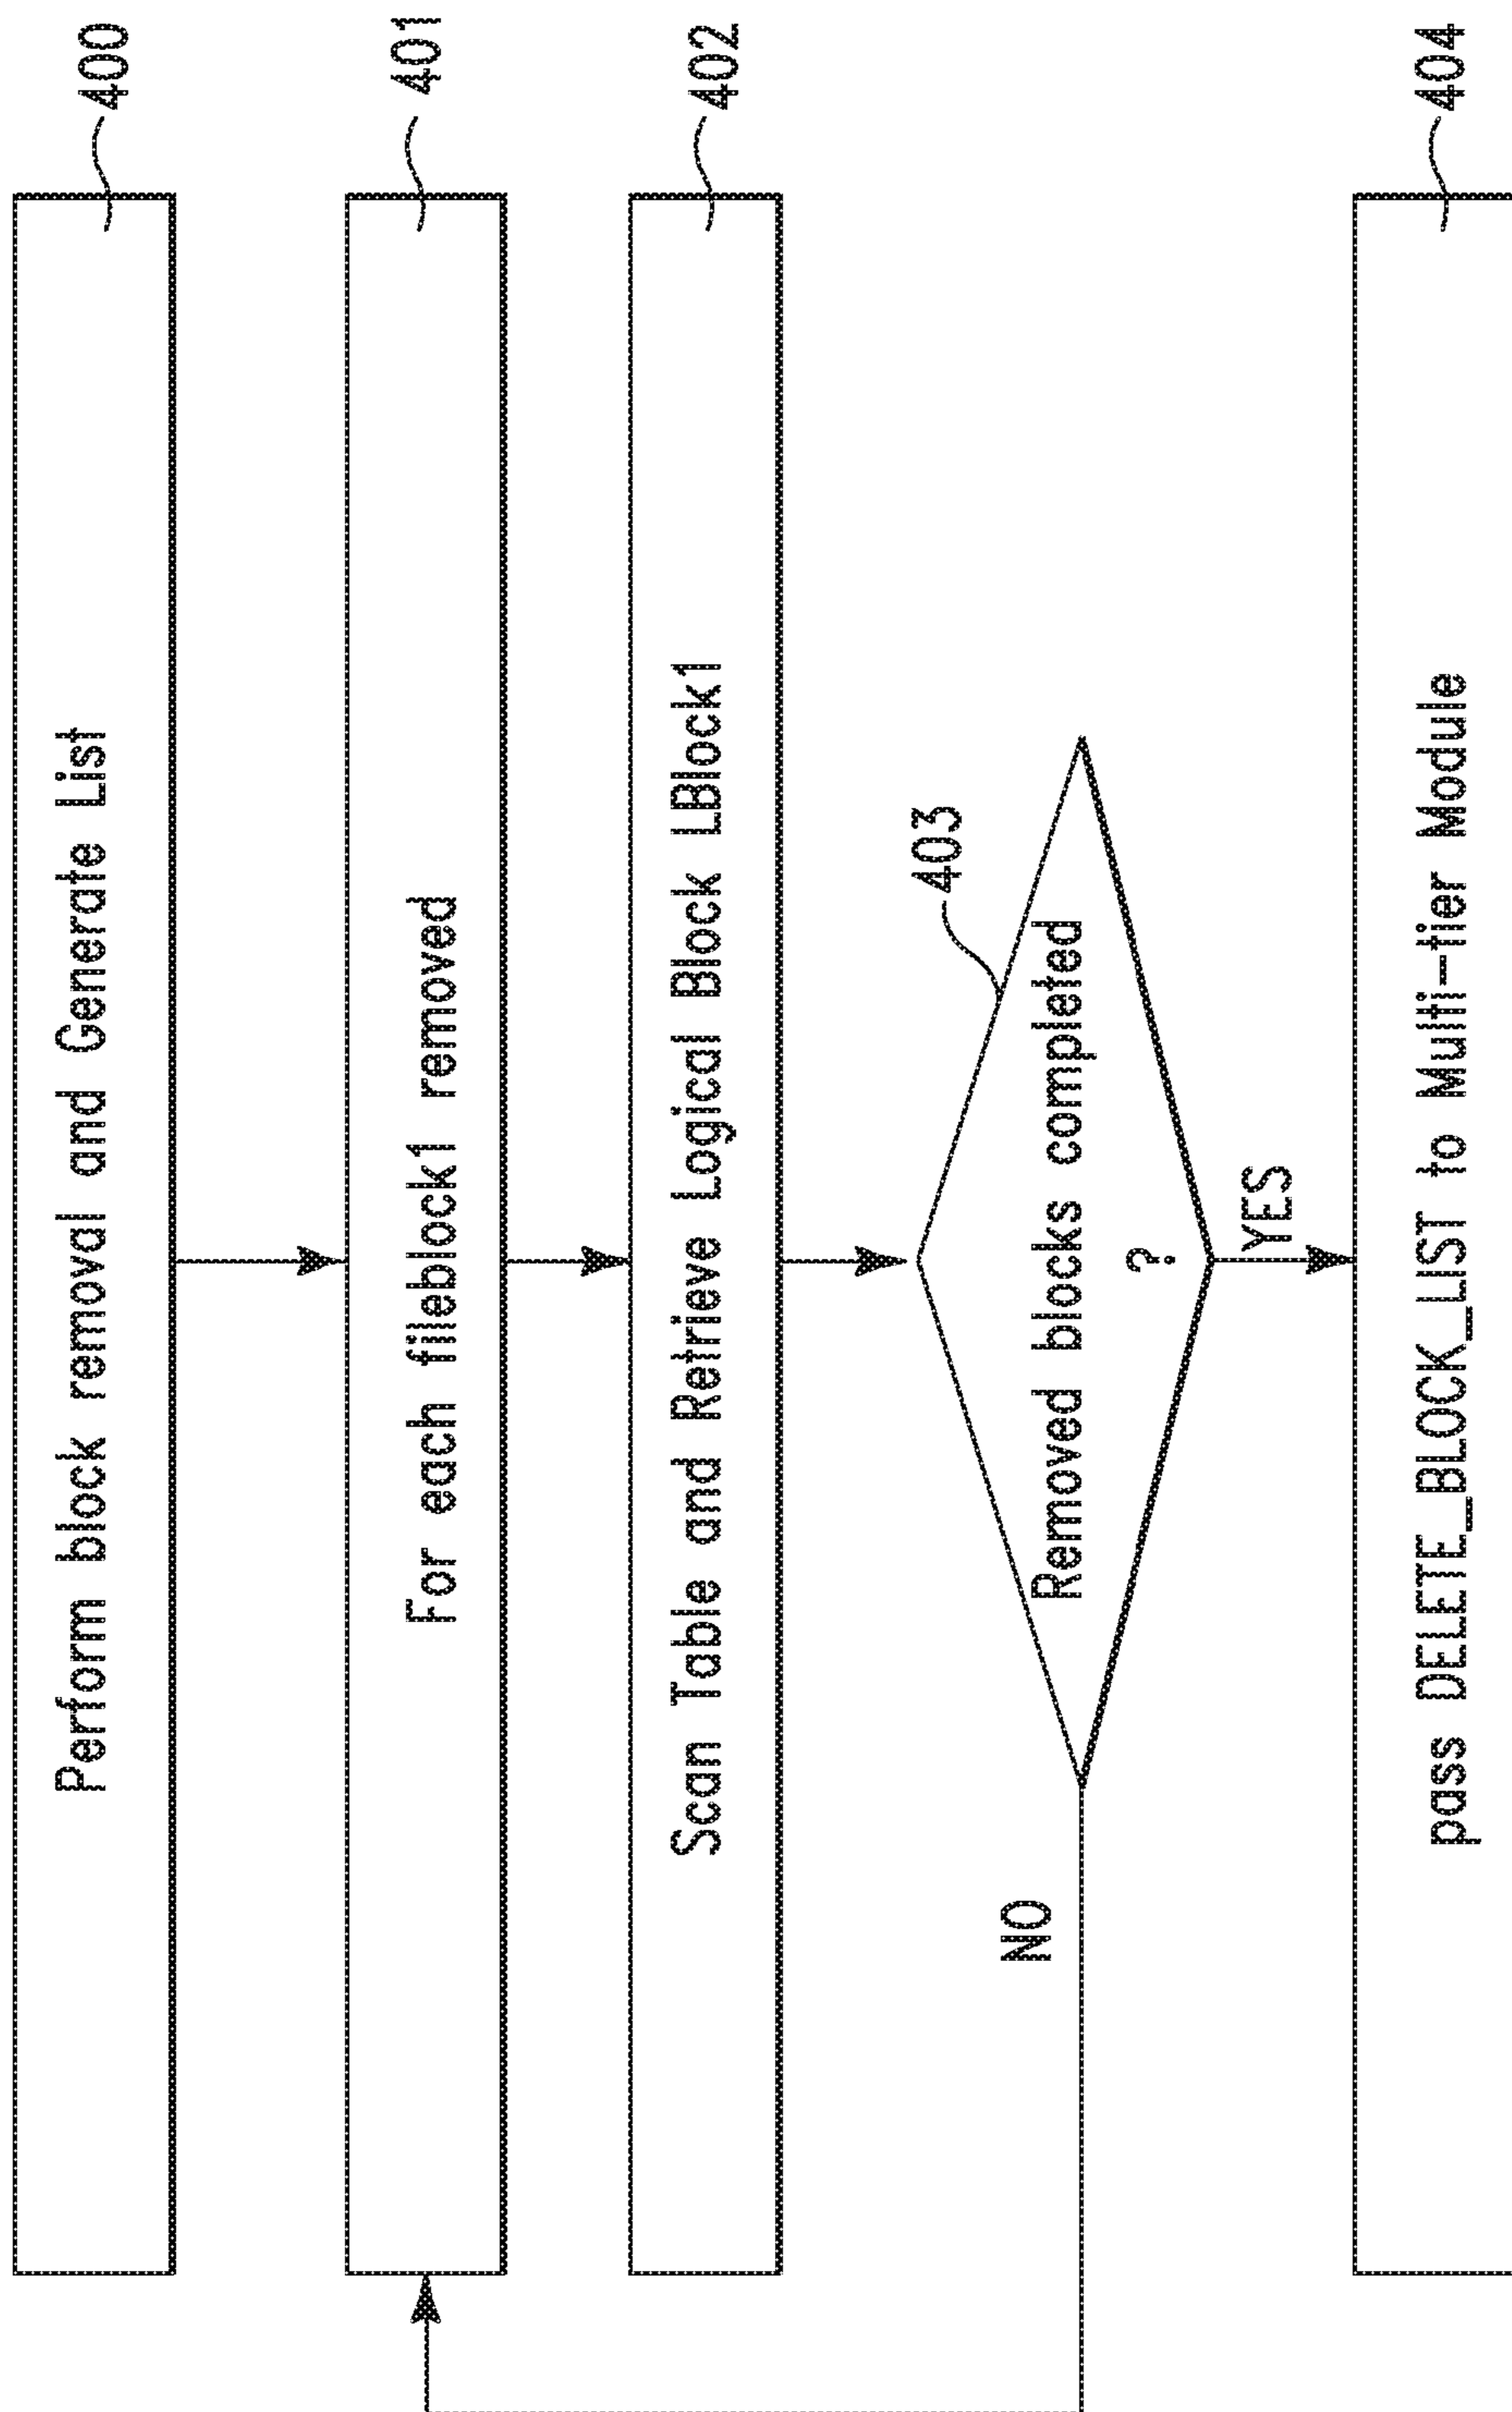 Perform block removal and Generate List
400
For each fileblock1 removed
401
Scan Table and Retrieve Logical Block LBlock1
402
403
Removed blocks completed
?
NO
YES
pass DELETE_BLOCK_LIST to Multi-tier Module
404